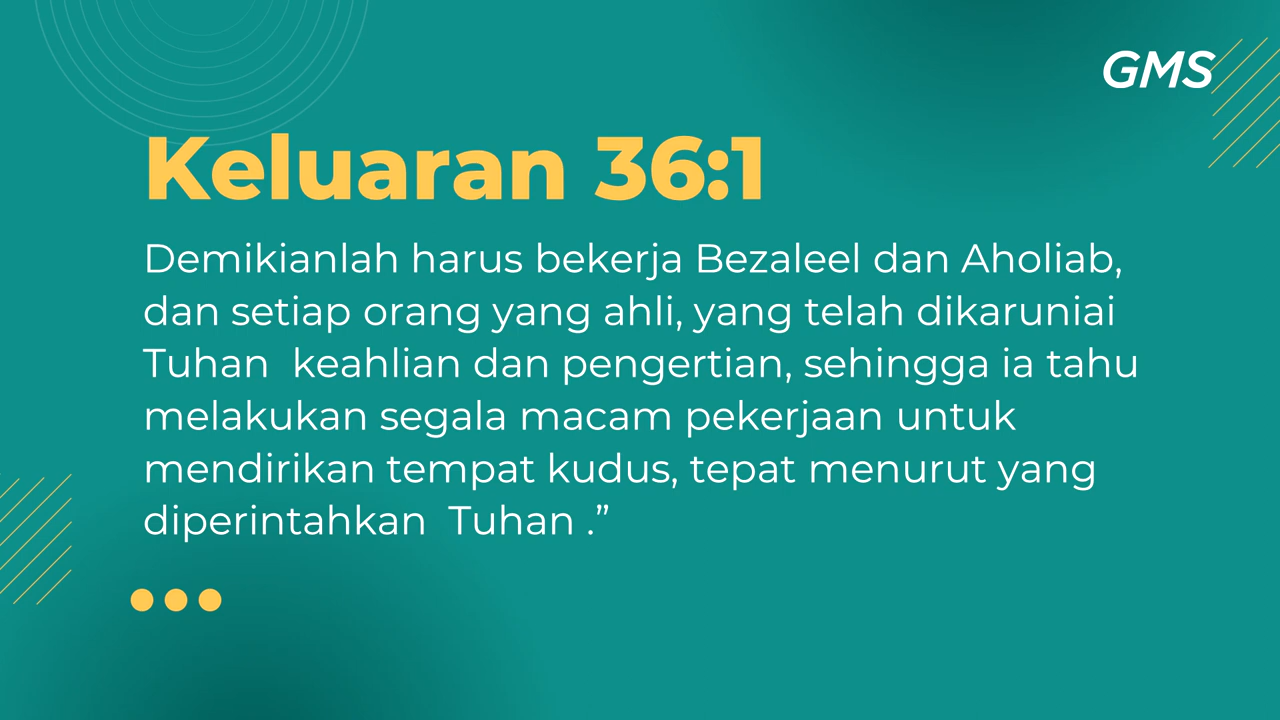 GMS
Keluaran 36:1
Demikianlah harus bekerja Bezaleel dan Aholiab,
dan setiap orang yang ahli, yang telah dikaruniai
Tuhan  keahlian dan pengertian, sehingga ia tahu
melakukan segala macam pekerjaan untuk
mendirikan tempat kudus, tepat menurut yang
diperintahkan  Tuhan .”